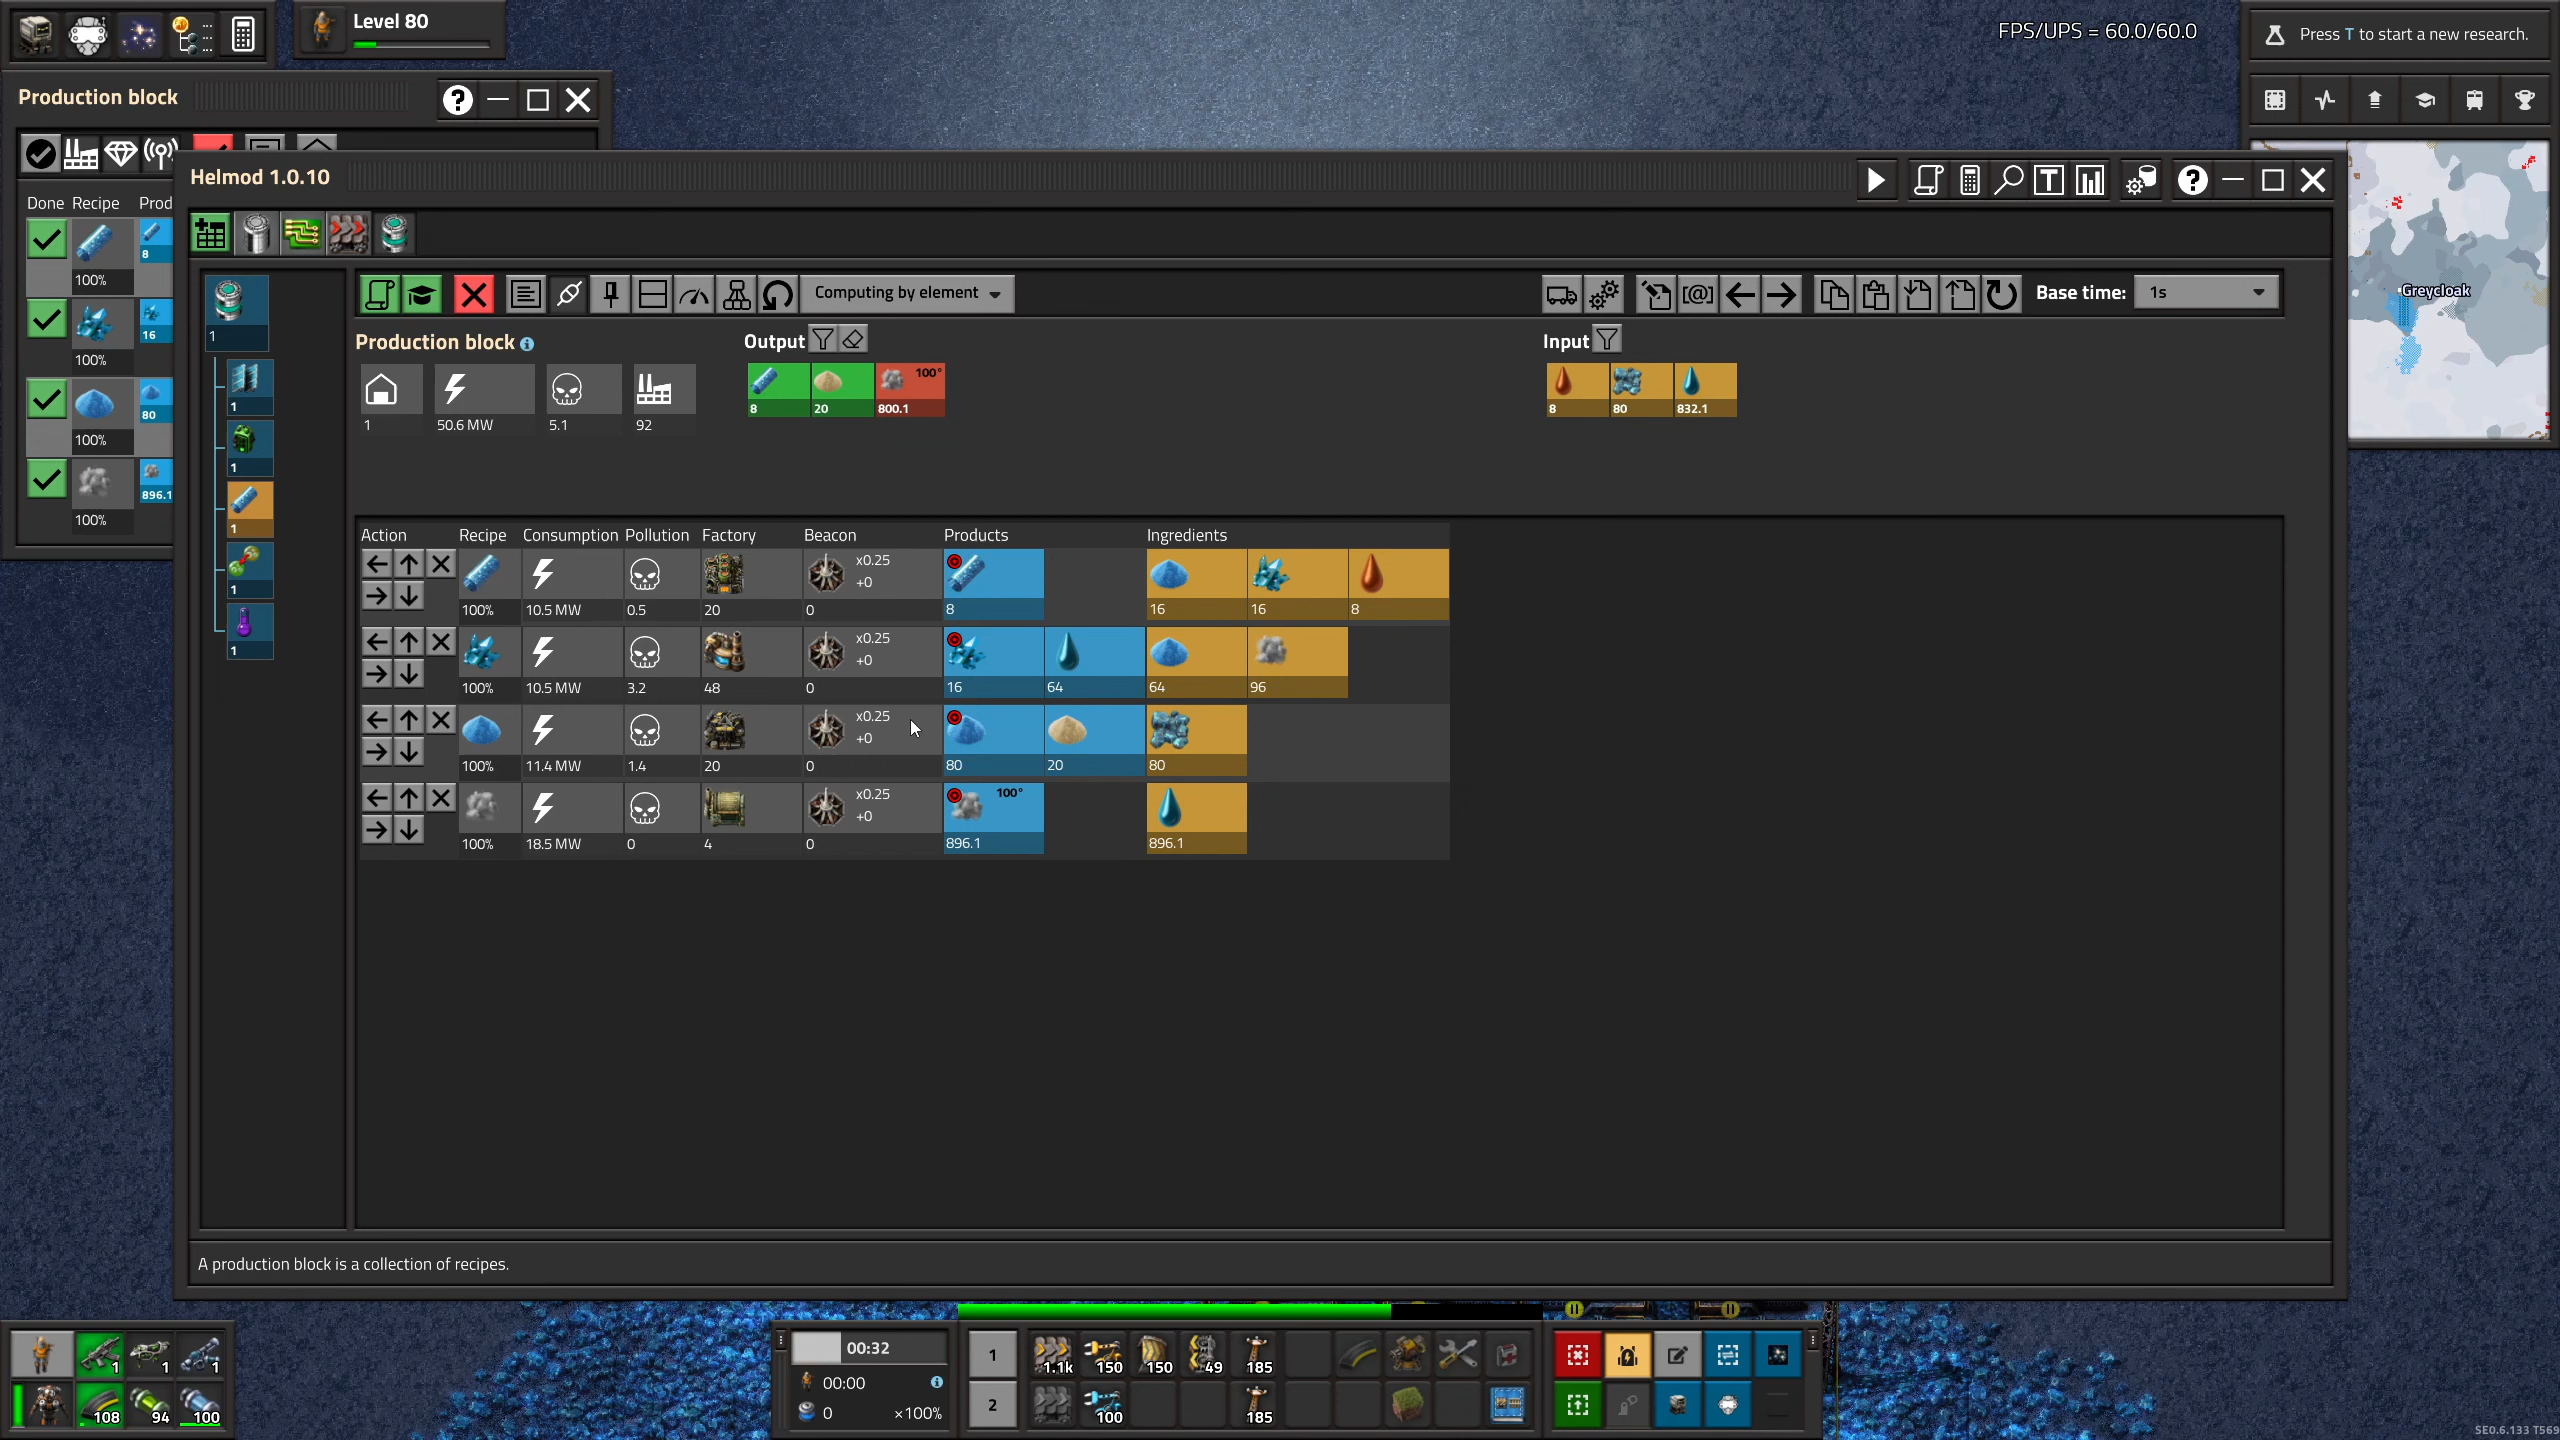 Level 80
FPS/UPS = 60.0/60.0
Press T to start a new research.
Production block
Done Recipe Prod
8
100%
16
100%
80
100%
896.1
100%
Helmod 1.0.10
Computing by element
Base time: 1s
1
1
1
1
1
1
Production block
1 50.6 MW 5.1 92
Output
100°
8 20 800.1
Input
8 80 832.1
Greycloak
Action Recipe Consumption Pollution Factory Beacon Products Ingredients
x0.25
+0
100% 10.5 MW 0.5 20 0 8 16 16 8
x0.25
+0
100% 10.5 MW 3.2 48 0 16 64 64 96
x0.25
+0
100% 11.4 MW 1.4 20 0 80 20 80
x0.25 100°
+0
100% 18.5 MW 0 4 0 896.1 896.1
A production block is a collection of recipes.
1 1 1
108 94 100
00:32
00:00
0 ×100%
1 1.1k 150 150 49 185
2 100 185
SE0.6.133 T569